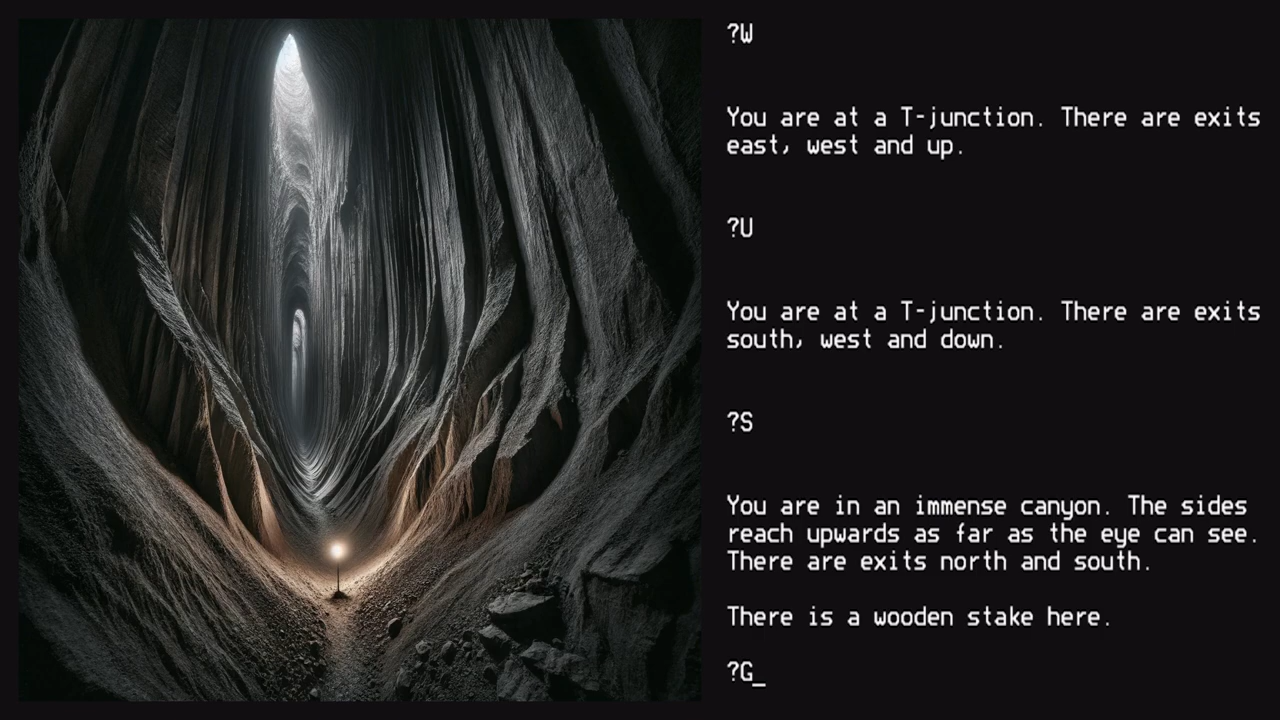 ?W
You are at a T-junction. There are exits
east, west and up.
?U
You are at a T-junction. There are exits
south, west and down.
?S
You are in an immense canyon. The sides
reach upwards as far as the eye can see.
There are exits north and south.
There is a wooden stake here.
?G_